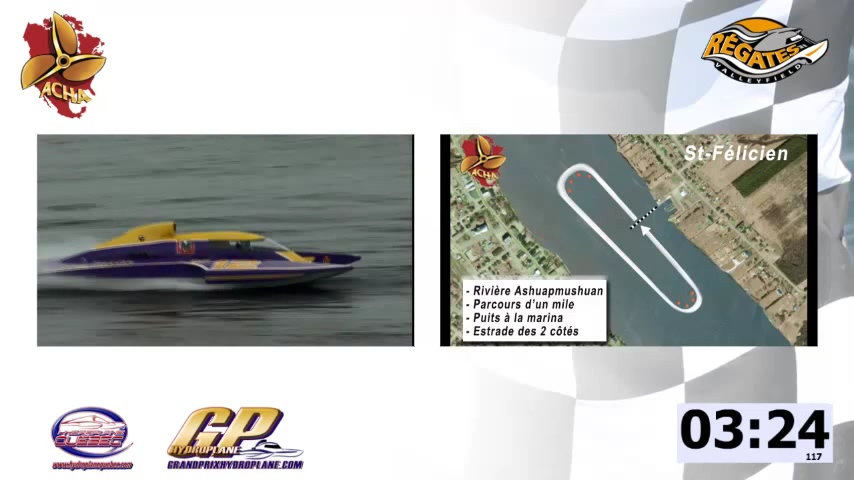 ACHA
RÉGATES
VALLEYFIELD
ACHA
St-Félicien
- Rivière Ashuapmushuan
- Parcours d'un mile
- Puits à la marina
- Estrade des 2 côtés
GP
HYDROPLANE
GRANDPRIXHYDROPLANE.COM
03:24
117